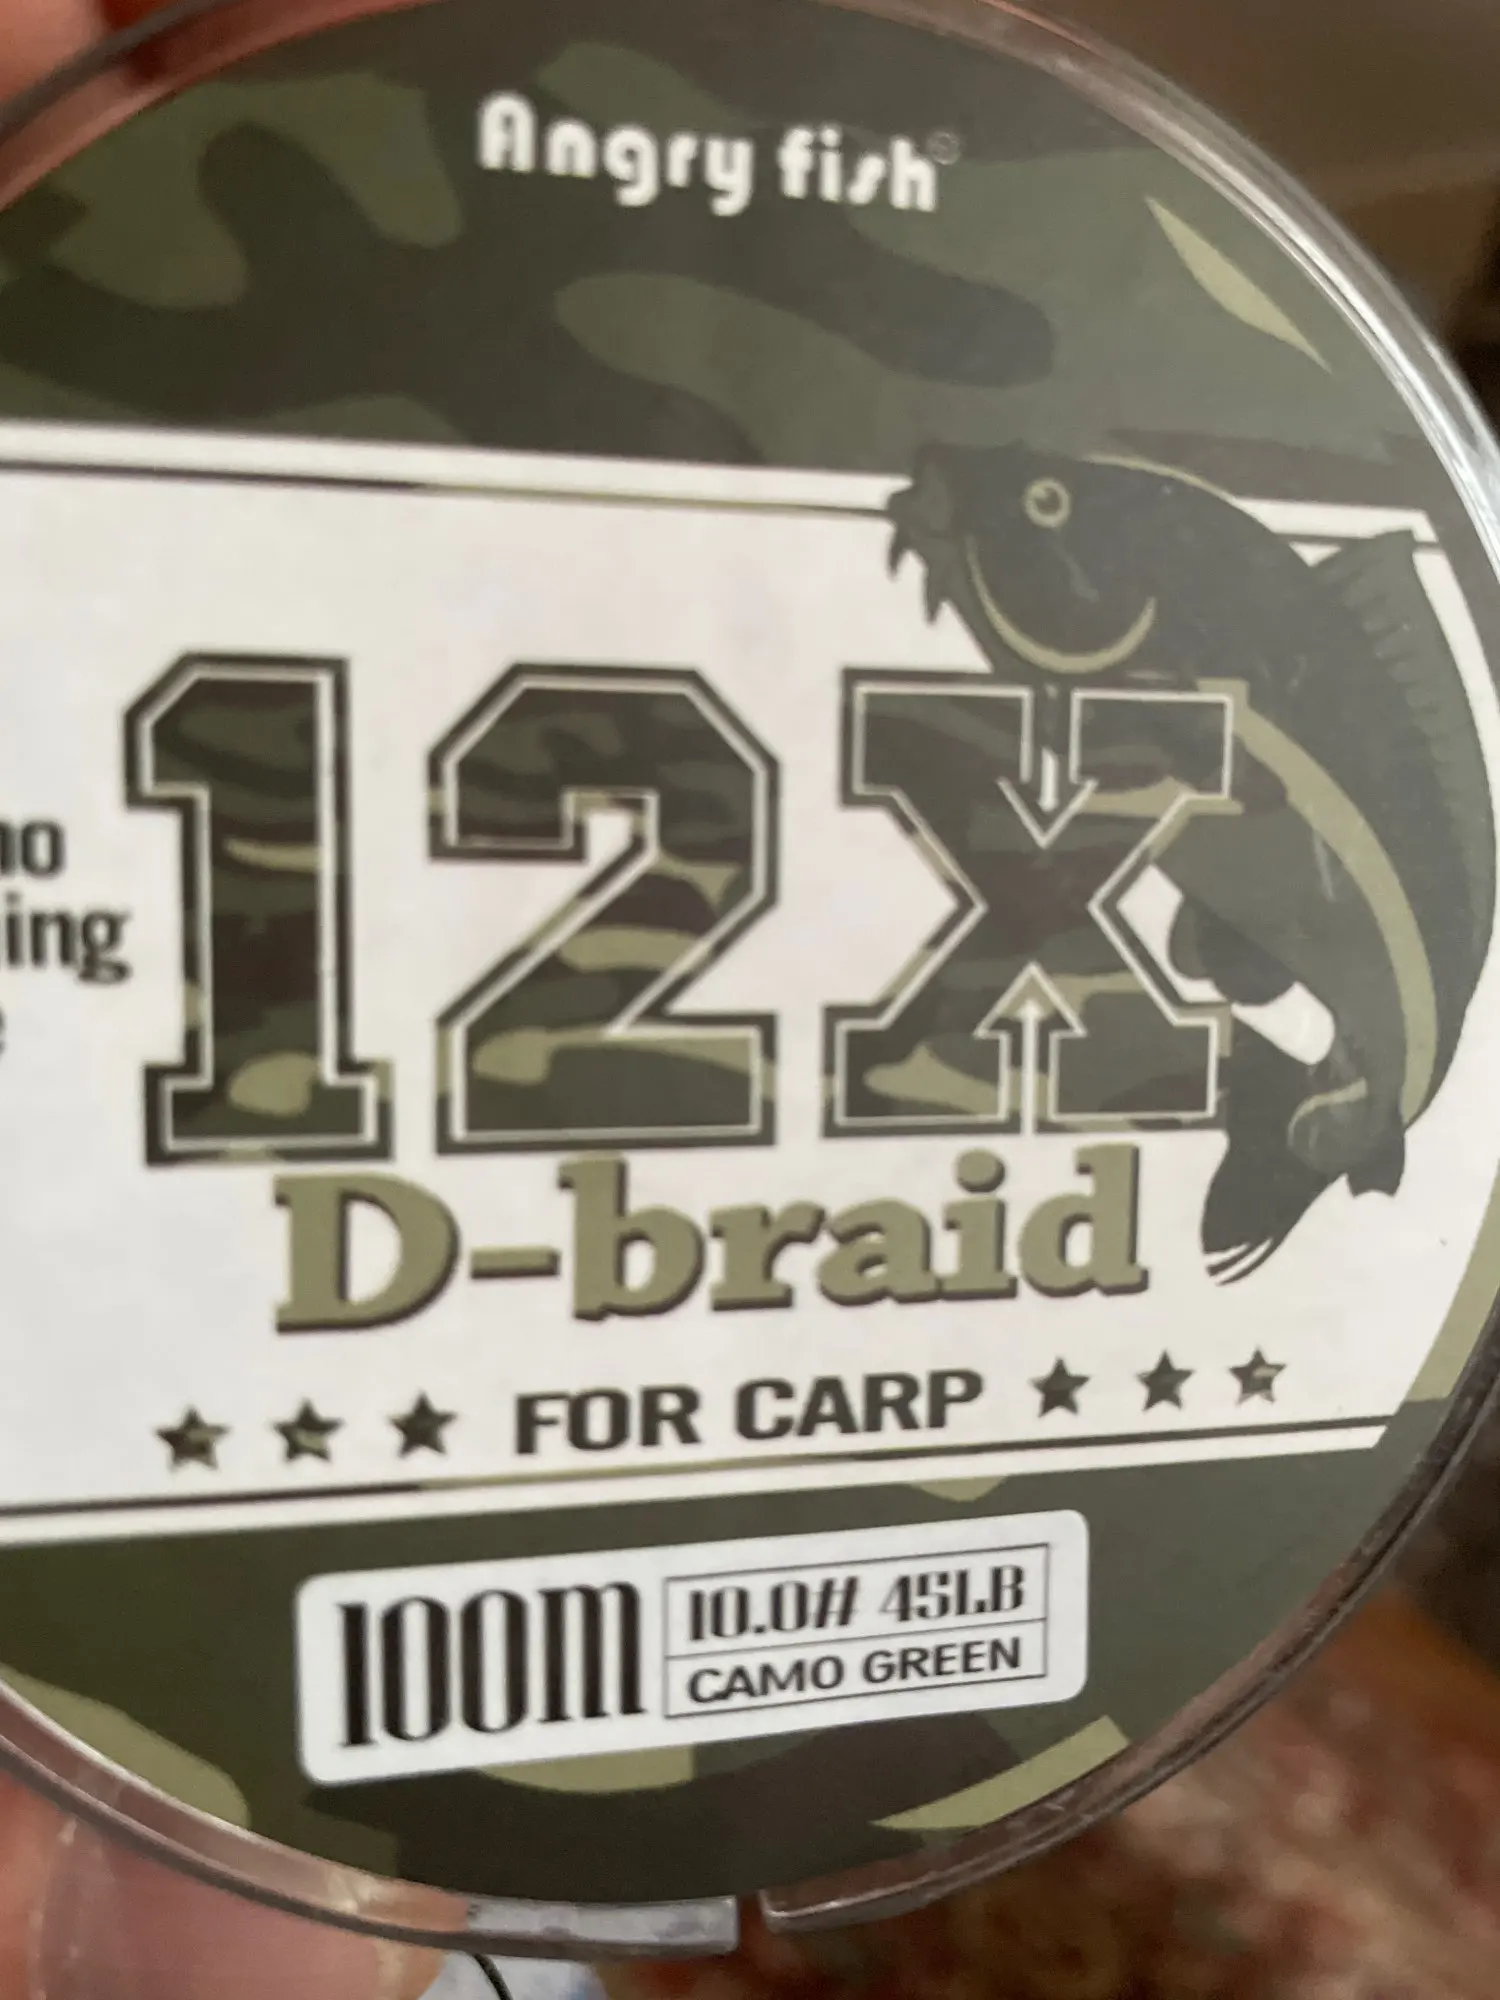 Angry fish
12X
D-braid
FOR CARP
100m
10.0# 45LB
CAMO GREEN